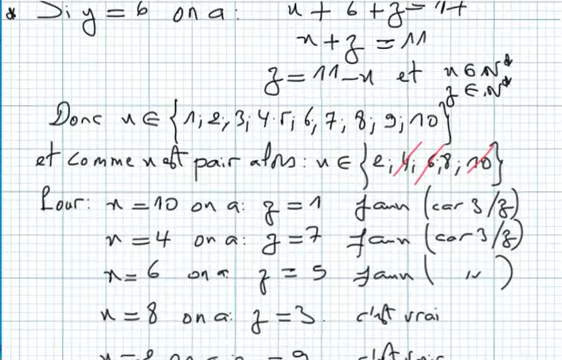 * Si y = 6 on a: x + 6 + z = 17
x + z = 11
z = 11 - x et x ∈ N*
z ∈ N*
Donc x ∈ {1; 2; 3; 4; 5; 6; 7; 8; 9; 10}
et comme x est pair alors: x ∈ {2; 4; 6; 8; 10}
Pour: x = 10 on a: z = 1 faux (car 3/z)
x = 4 on a: z = 7 faux (car 3/z)
x = 6 on a z = 5 faux ( " )
x = 8 on a: z = 3 c'est vrai